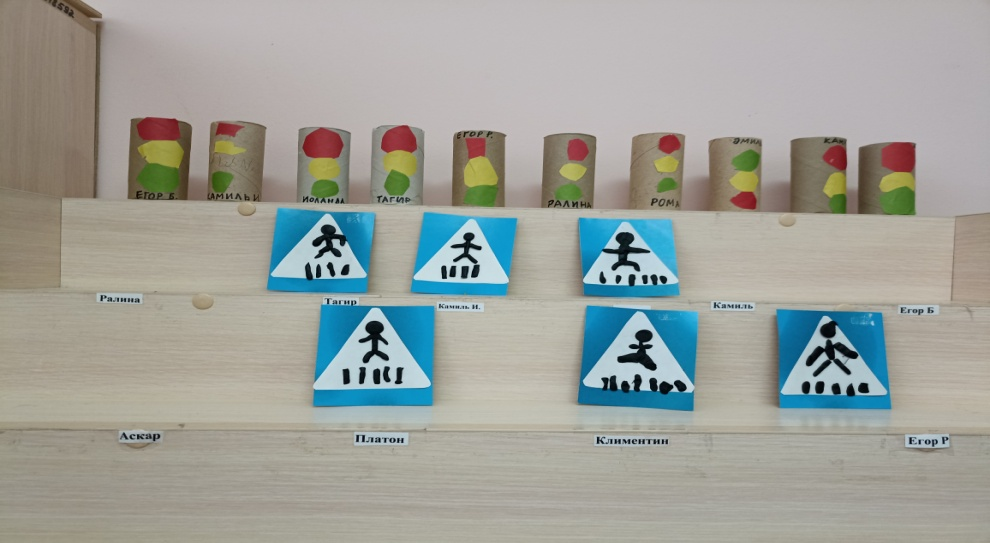 ЕГОР Б.
КАМИЛЬ И
ИОЛАНДА
ТАГИР
ЕГОР Р.
РАЛИНА
РОМА
Ралина
Тагир
Камиль И.
Камиль
Егор Б
Аскар
Платон
Климентин
Егор Р